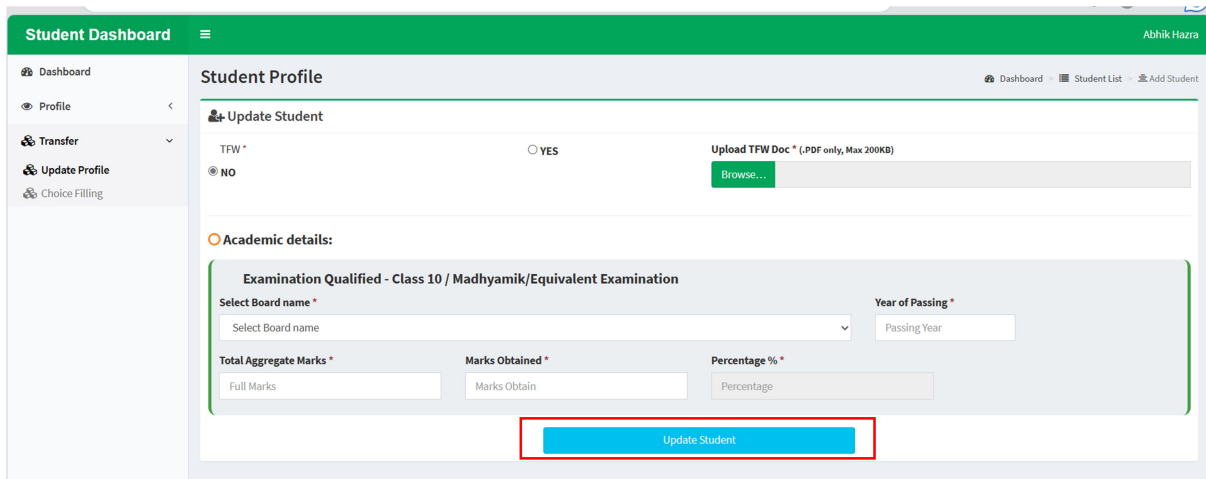 Student Dashboard
Abhik Hazra
Dashboard
Profile
Transfer
Update Profile
Choice Filling
Student Profile
Dashboard > Student List > Add Student
Update Student
TFW *
YES
Upload TFW Doc * (.PDF only, Max 200KB)
NO
Browse...
Academic details:
Examination Qualified - Class 10 / Madhyamik/Equivalent Examination
Select Board name *
Year of Passing *
Select Board name
Passing Year
Total Aggregate Marks *
Marks Obtained *
Percentage % *
Full Marks
Marks Obtain
Percentage
Update Student